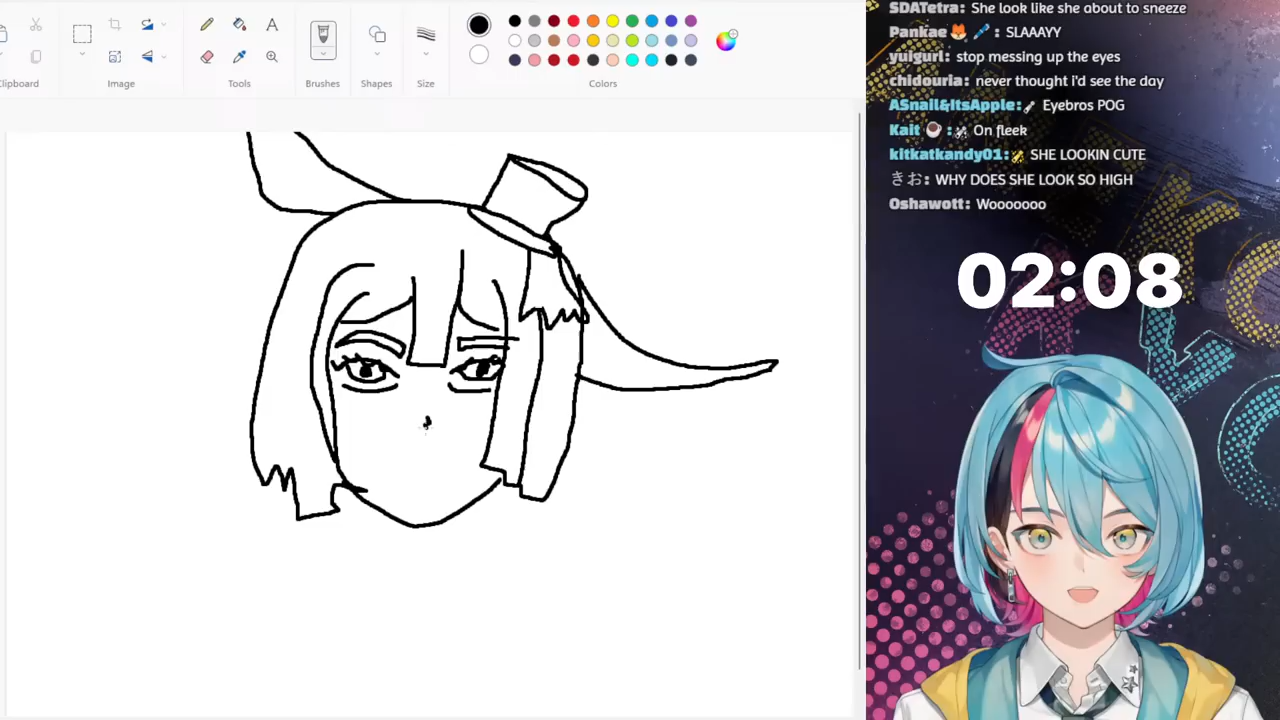 Clipboard
Image
Tools
Brushes
Shapes
Size
Colors
SDATetra: She look like she about to sneeze
Pankae : SLAAAYY
yuiguri: stop messing up the eyes
chidouria: never thought i'd see the day
ASnail&ItsApple: Eyebros POG
Kait : On fleek
kitkatkandy01: SHE LOOKIN CUTE
きお: WHY DOES SHE LOOK SO HIGH
Oshawott: Wooooooo
02:08